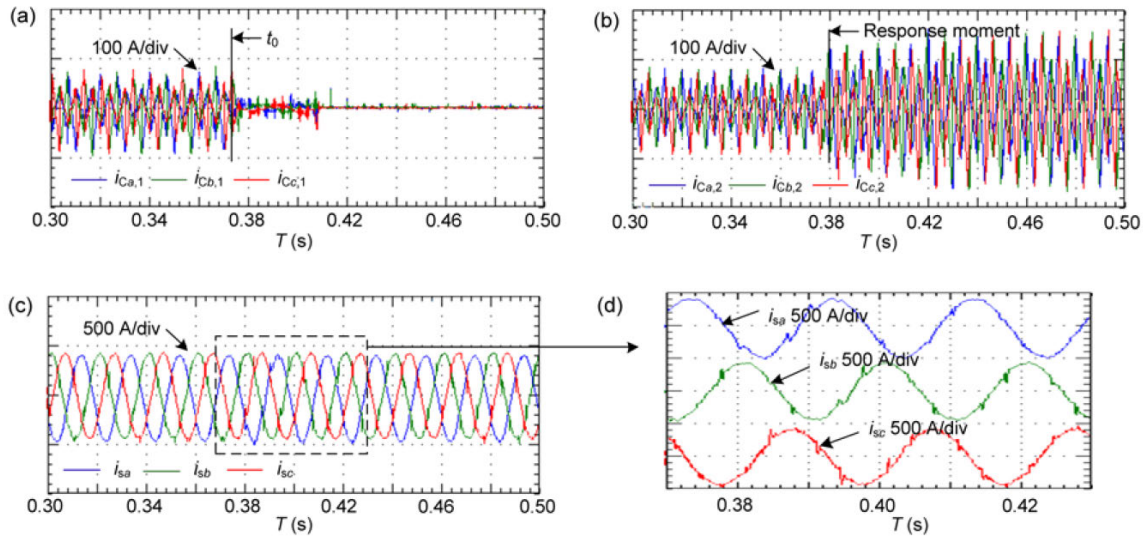 (a)
100 A/div
t0
iCa,1 iCb,1 iCc,1
0.30 0.34 0.38 0.42 0.46 0.50
T (s)
(b)
100 A/div
Response moment
iCa,2 iCb,2 iCc,2
0.30 0.34 0.38 0.42 0.46 0.50
T (s)
(c)
500 A/div
isa isb isc
0.30 0.34 0.38 0.42 0.46 0.50
T (s)
(d)
isa 500 A/div
isb 500 A/div
isc 500 A/div
0.38 0.40 0.42
T (s)